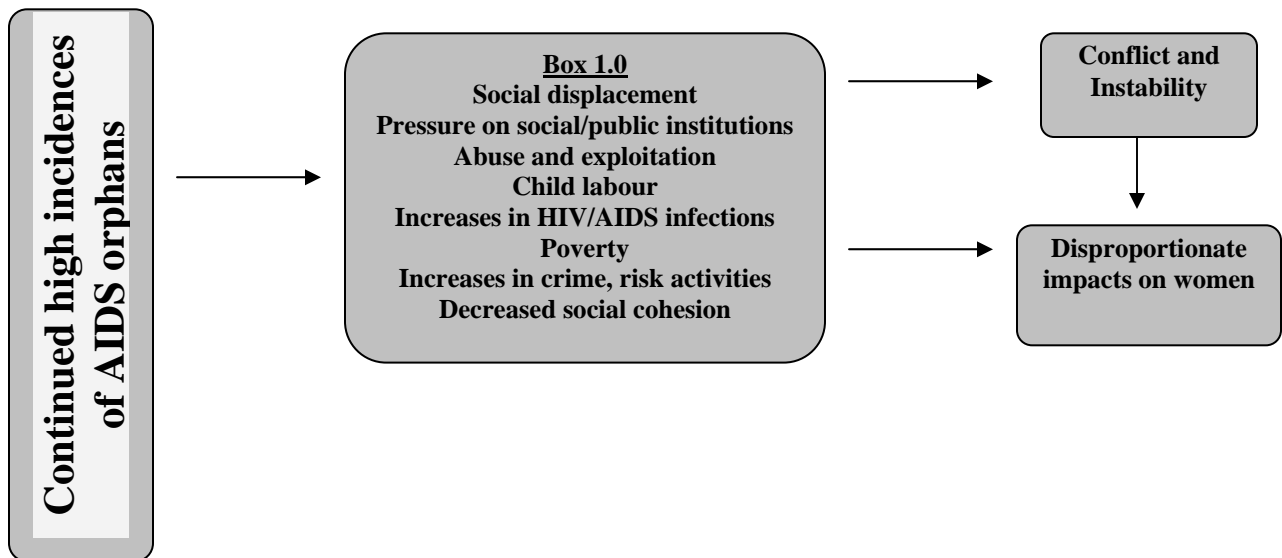 Continued high incidences
of AIDS orphans
Box 1.0
Social displacement
Pressure on social/public institutions
Abuse and exploitation
Child labour
Increases in HIV/AIDS infections
Poverty
Increases in crime, risk activities
Decreased social cohesion
Conflict and
Instability
Disproportionate
impacts on women